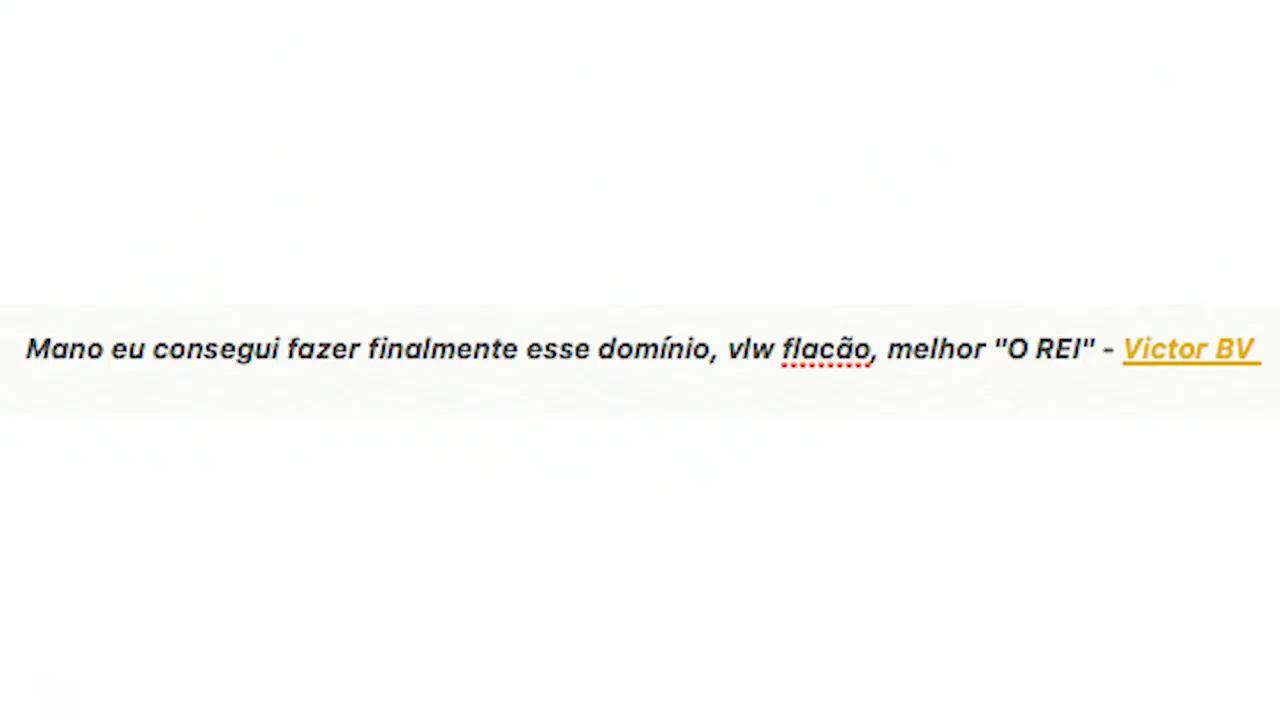 Mano eu consegui fazer finalmente esse domínio, vlw flacão, melhor "O REI" - Victor BV